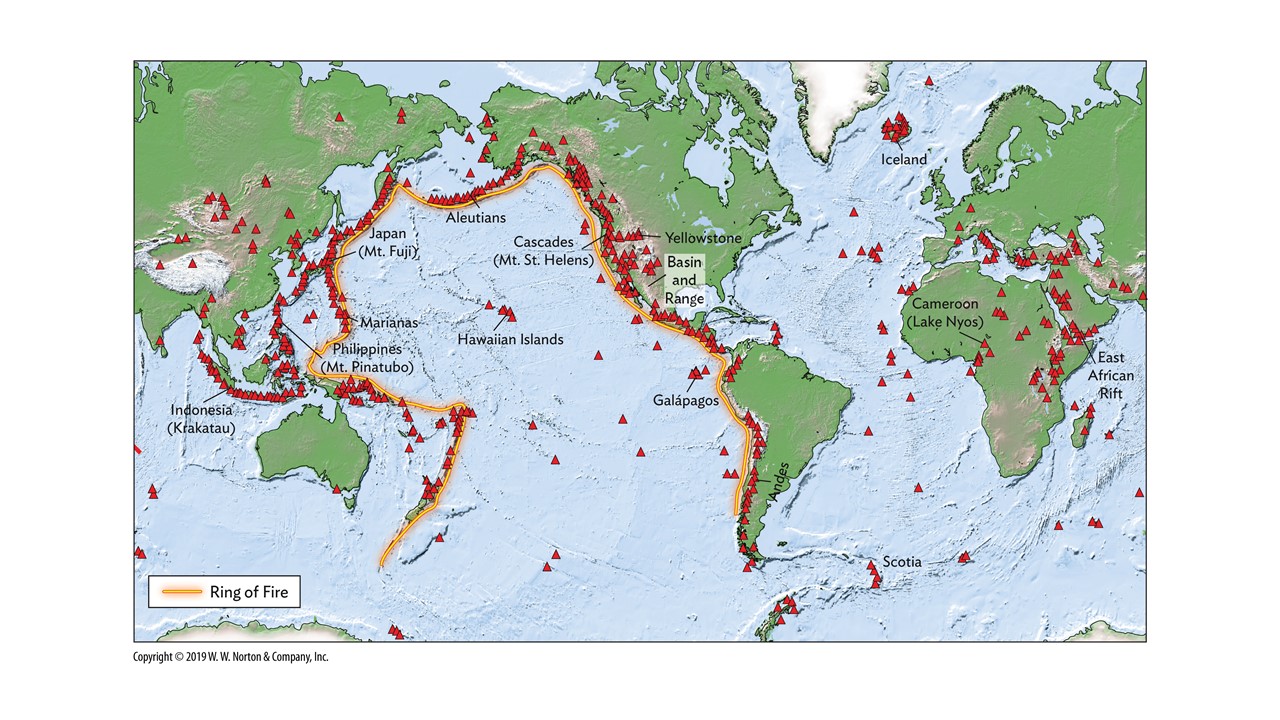 Iceland
Aleutians
Japan
(Mt. Fuji)
Cascades
(Mt. St. Helens)
Yellowstone
Basin
and
Range
Marianas
Hawaiian Islands
Philippines
(Mt. Pinatubo)
Cameroon
(Lake Nyos)
East
African
Rift
Indonesia
(Krakatau)
Galápagos
Andes
Scotia
Ring of Fire
Copyright © 2019 W. W. Norton & Company, Inc.